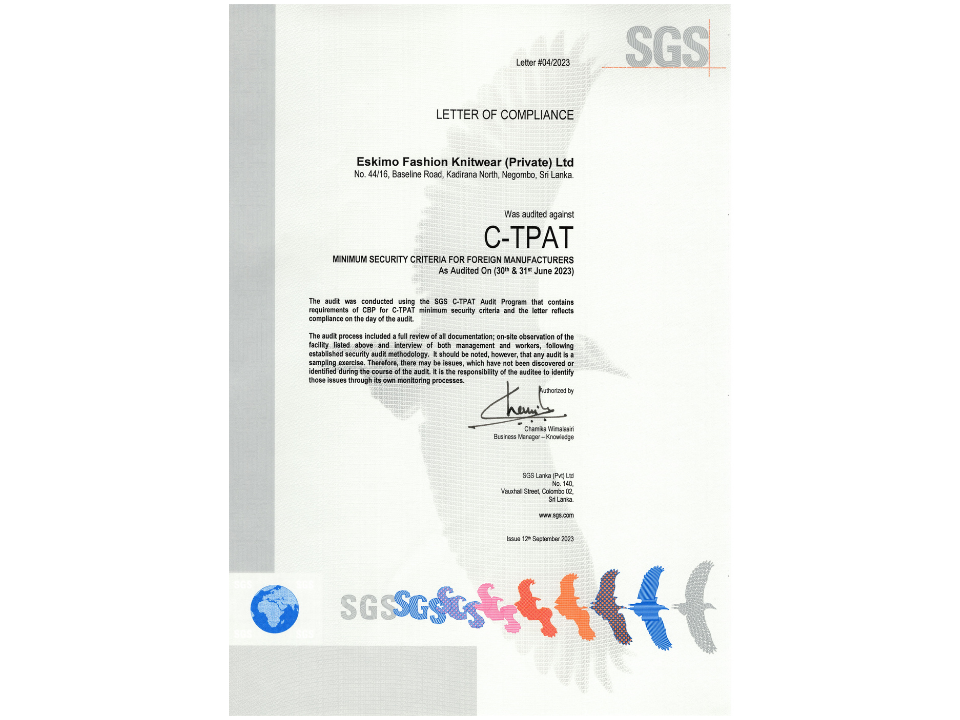 SGS
Letter #04/2023
LETTER OF COMPLIANCE
Eskimo Fashion Knitwear (Private) Ltd
No. 44/16, Baseline Road, Kadirana North, Negombo, Sri Lanka.
Was audited against
C-TPAT
MINIMUM SECURITY CRITERIA FOR FOREIGN MANUFACTURERS
As Audited On (30th & 31st June 2023)
The audit was conducted using the SGS C-TPAT Audit Program that contains
requirements of CBP for C-TPAT minimum security criteria and the letter reflects
compliance on the day of the audit.
The audit process included a full review of all documentation; on-site observation of the
facility listed above and interview of both management and workers, following
established security audit methodology. It should be noted, however, that any audit is a
sampling exercise. Therefore, there may be issues, which have not been discovered or
identified during the course of the audit. It is the responsibility of the auditee to identify
those issues through its own monitoring processes.
Authorized by
Chamika Wimalasiri
Business Manager – Knowledge
SGS Lanka (Pvt) Ltd
No. 140,
Vauxhall Street, Colombo 02,
Sri Lanka.
www.sgs.com
Issue 12th September 2023
SGS SGS SGS